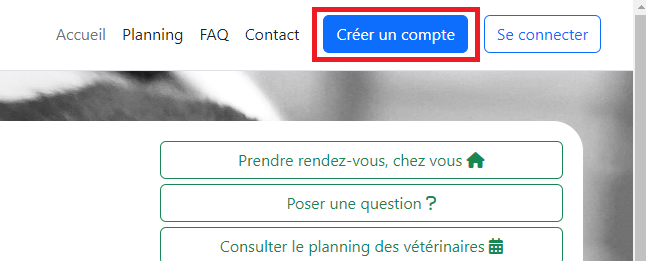 Accueil Planning FAQ Contact Créer un compte Se connecter
Prendre rendez-vous, chez vous
Poser une question ?
Consulter le planning des vétérinaires